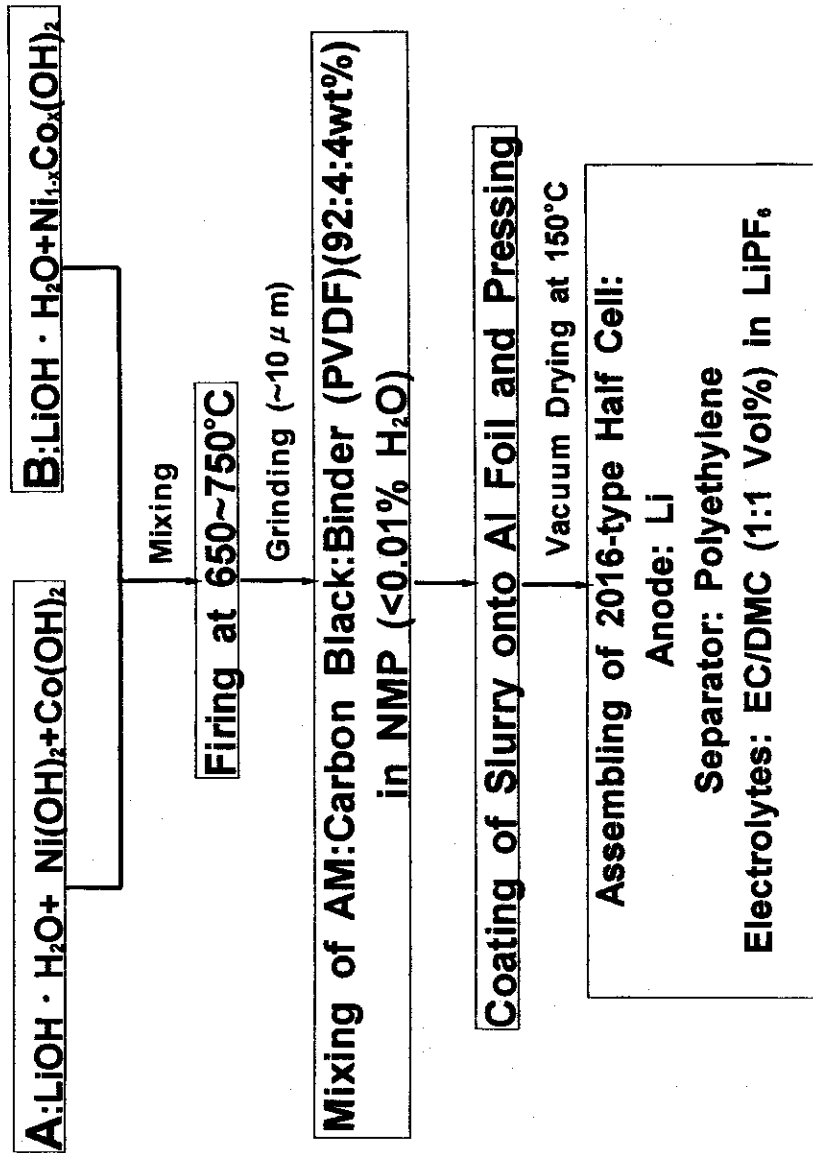 A:LiOH · H₂O+ Ni(OH)₂+Co(OH)₂
B:LiOH · H₂O+Ni₁₋ₓCoₓ(OH)₂
Mixing
Firing at 650~750°C
Grinding (~10μm)
Mixing of AM:Carbon Black:Binder (PVDF)(92:4:4wt%)
in NMP (<0.01% H₂O)
Coating of Slurry onto Al Foil and Pressing
Vacuum Drying at 150°C
Assembling of 2016-type Half Cell:
Anode: Li
Separator: Polyethylene
Electrolytes: EC/DMC (1:1 Vol%) in LiPF₆